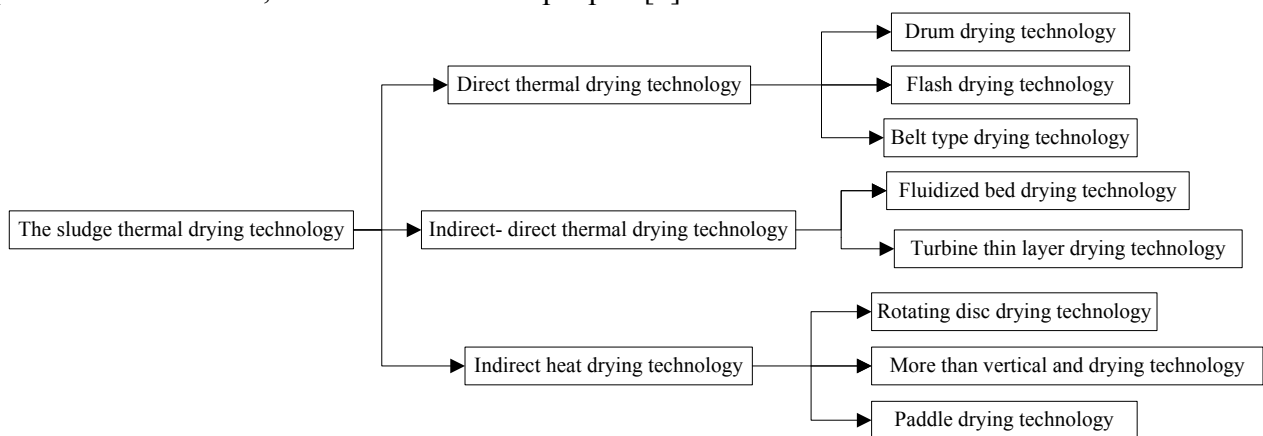 Drum drying technology
Direct thermal drying technology
Flash drying technology
Belt type drying technology
Fluidized bed drying technology
The sludge thermal drying technology
Indirect- direct thermal drying technology
Turbine thin layer drying technology
Rotating disc drying technology
Indirect heat drying technology
More than vertical and drying technology
Paddle drying technology